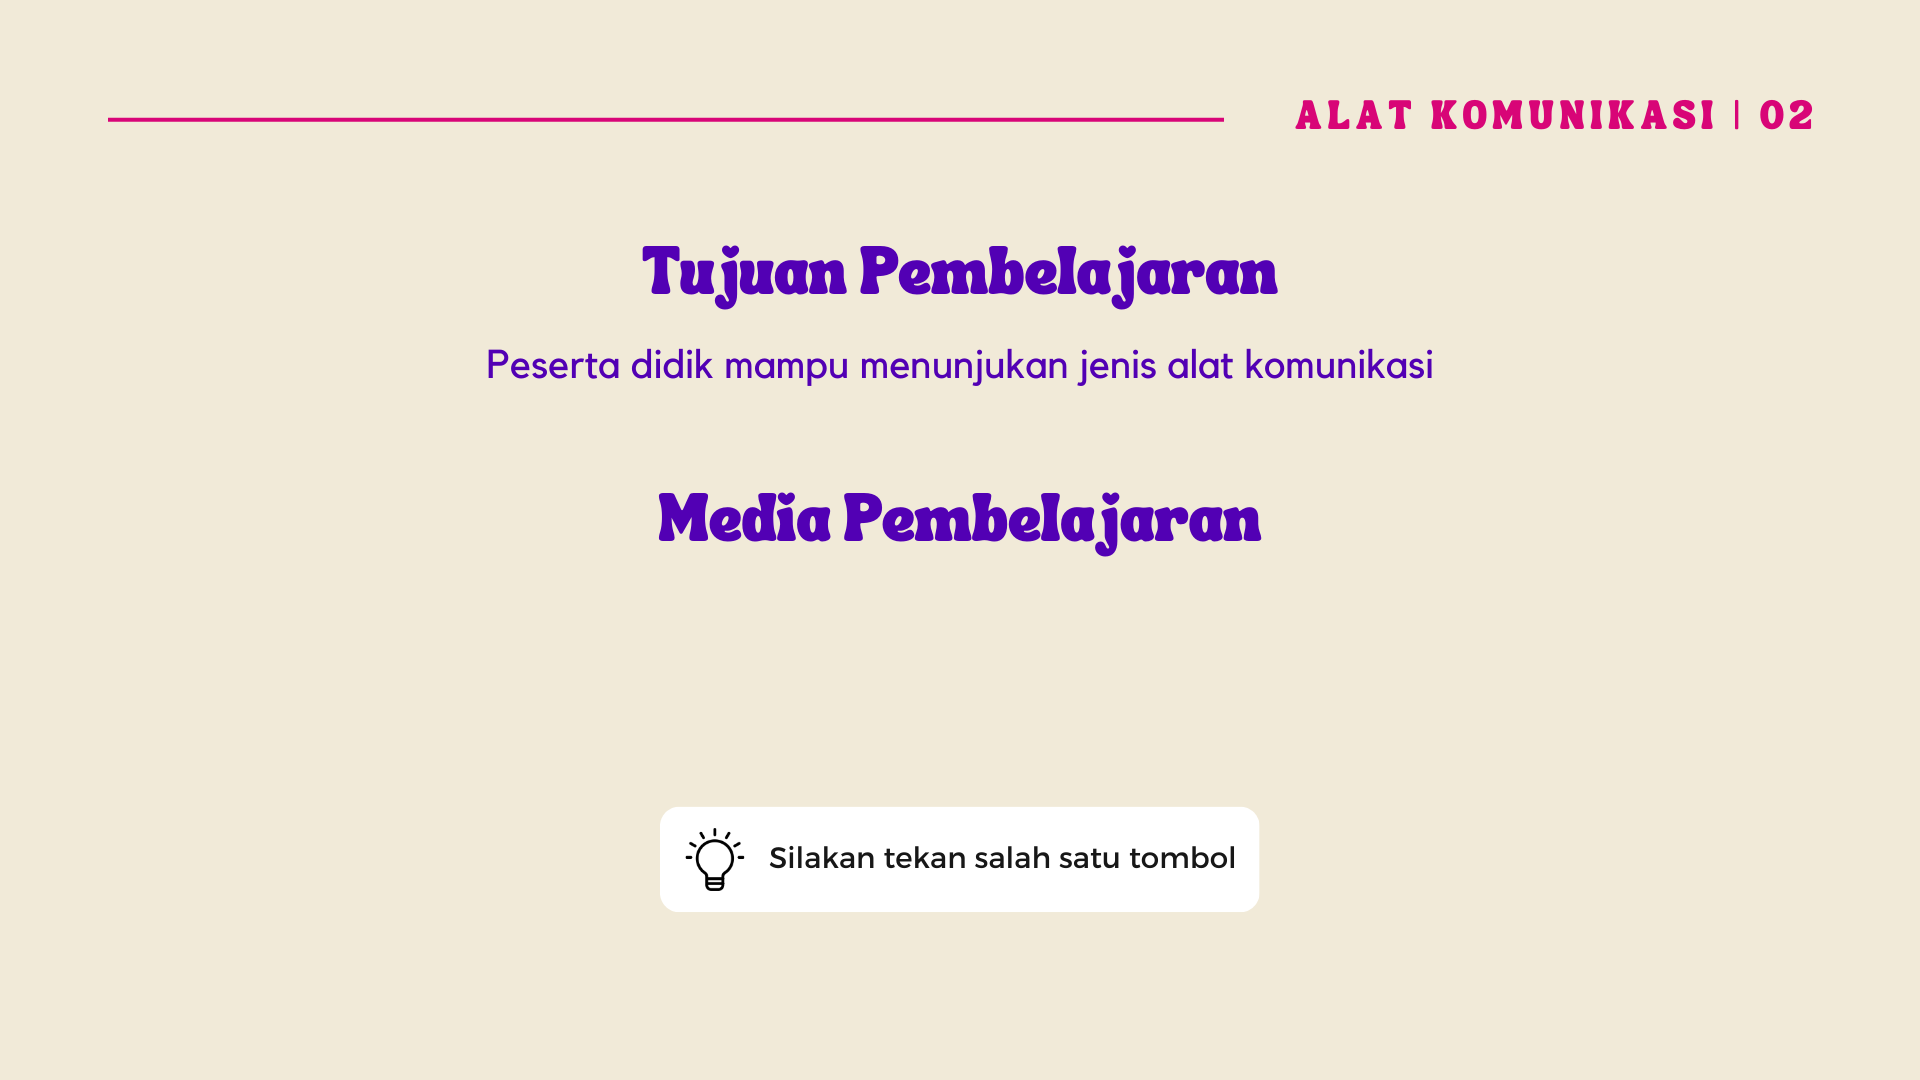 ALAT KOMUNIKASI | 02
Tujuan Pembelajaran
Peserta didik mampu menunjukan jenis alat komunikasi
Media Pembelajaran
Silakan tekan salah satu tombol